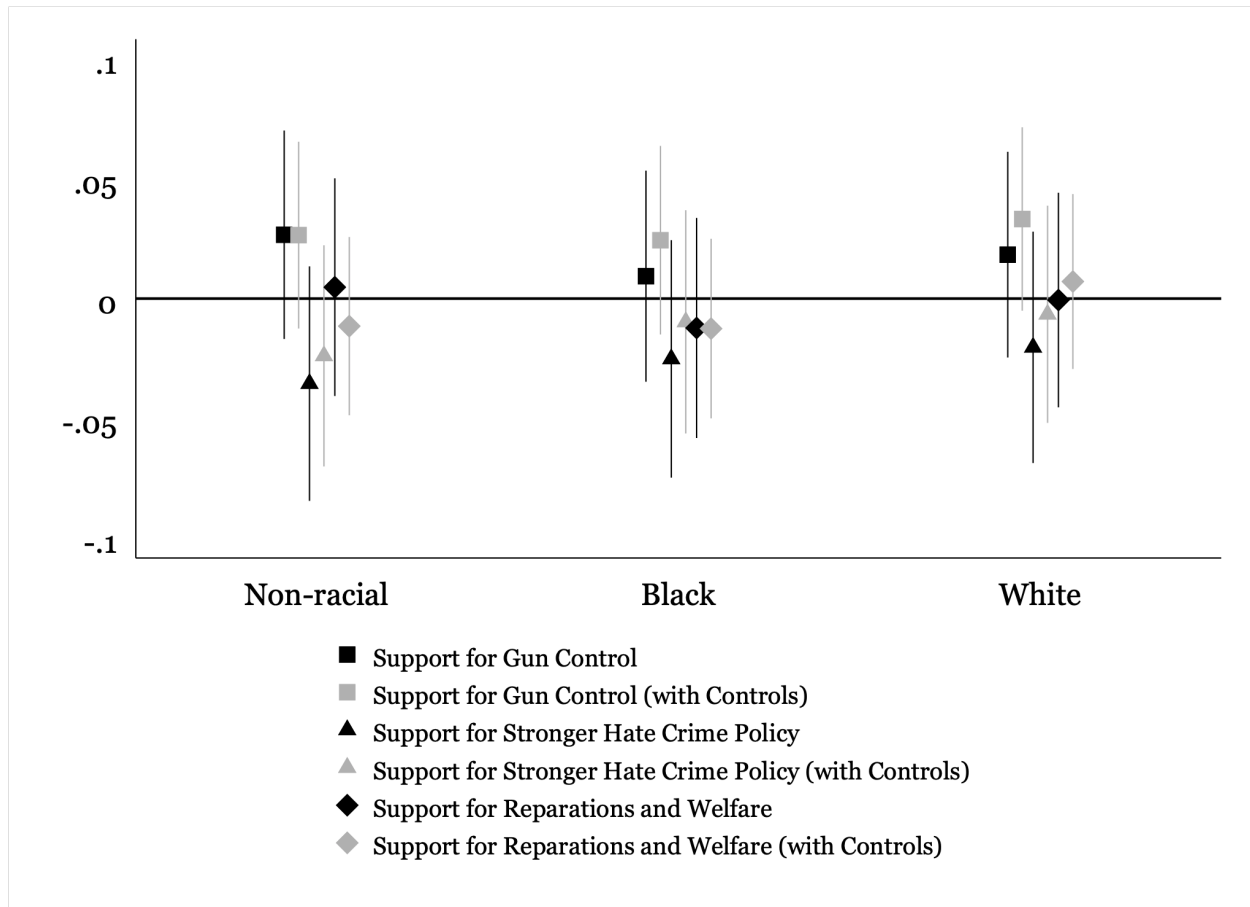 .1
.05
0
-.05
-.1
Non-racial Black White
Support for Gun Control
Support for Gun Control (with Controls)
Support for Stronger Hate Crime Policy
Support for Stronger Hate Crime Policy (with Controls)
Support for Reparations and Welfare
Support for Reparations and Welfare (with Controls)